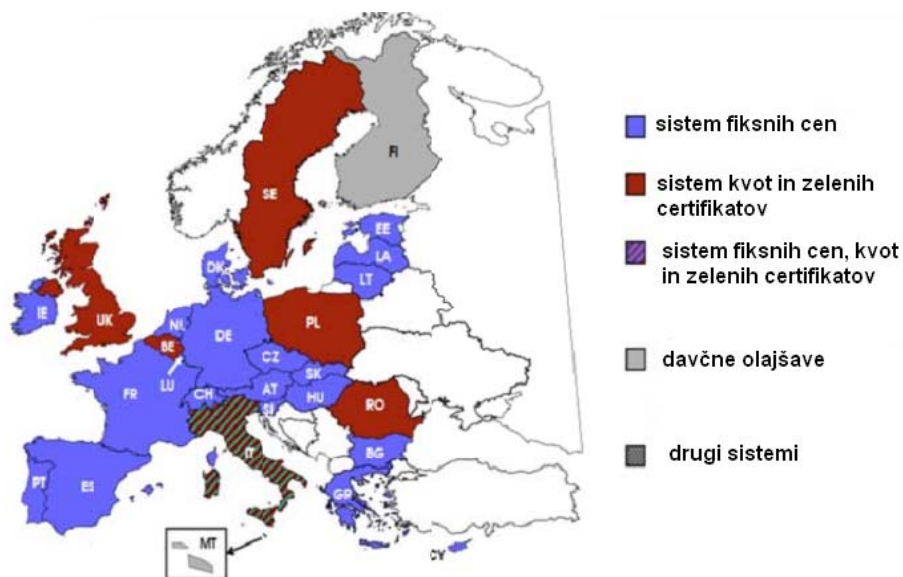 sistem fiksnih cen
sistem kvot in zelenih
certifikatov
sistem fiksnih cen, kvot
in zelenih certifikatov
davčne olajšave
drugi sistemi
FI
SE
EE
LA
LT
DK
IE
UK
NL
DE
PL
BE
LU
CZ
SK
FR
CH
AT
HU
SI
RO
IT
BG
PT
ES
GR
MT
CY